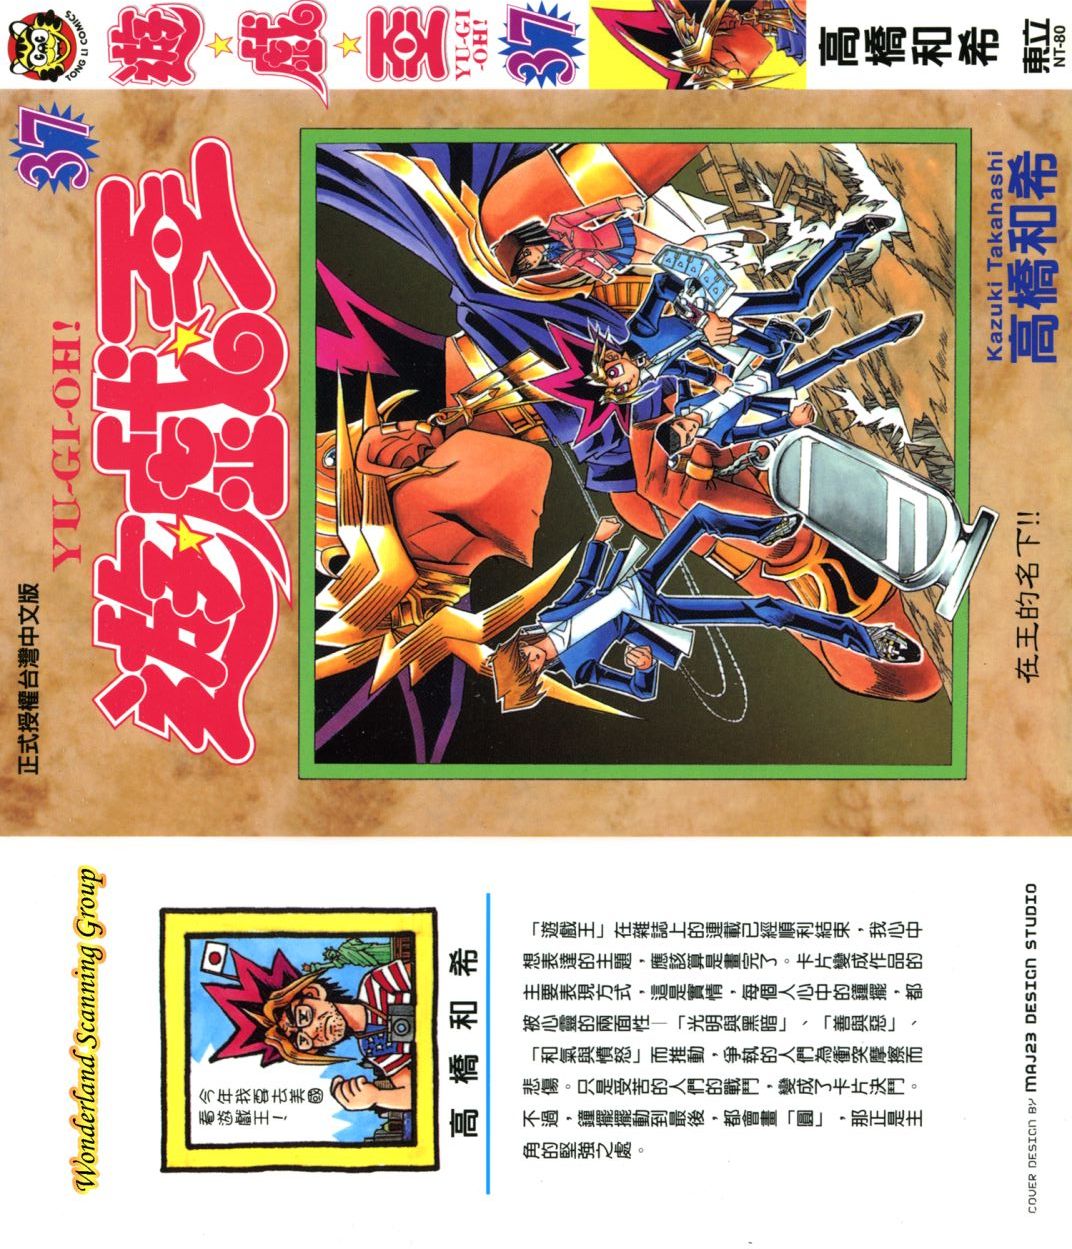 TONG LI COMICS
遊戲王
YU-GI
-OH!
37
高橋和希
東立
NT-80
37
正式授權台灣中文版
YU-GI-OH!
遊戲王
Kazuki Takahashi
高橋和希
在王的名下!!
Wonderland Scanning Group
今年我要去美國
看遊戲王！
高橋和希
「遊戲王」在雜誌上的連載已經順利結束，我心中
想表達的主題，應該算是畫完了。卡片變成作品的
主要表現方式，這是實情，每個人心中的鐘擺，都
被心靈的兩面性—「光明與黑暗」、「善與惡」、
「和氣與憤怒」而推動，爭執的人們為衝突摩擦而
悲傷。只是受苦的人們的戰鬥，變成了卡片決鬥。
不過，鐘擺擺動到最後，都會畫「圓」，那正是主
角的堅強之處。
COVER DESIGN BY MAJ23 DESIGN STUDIO